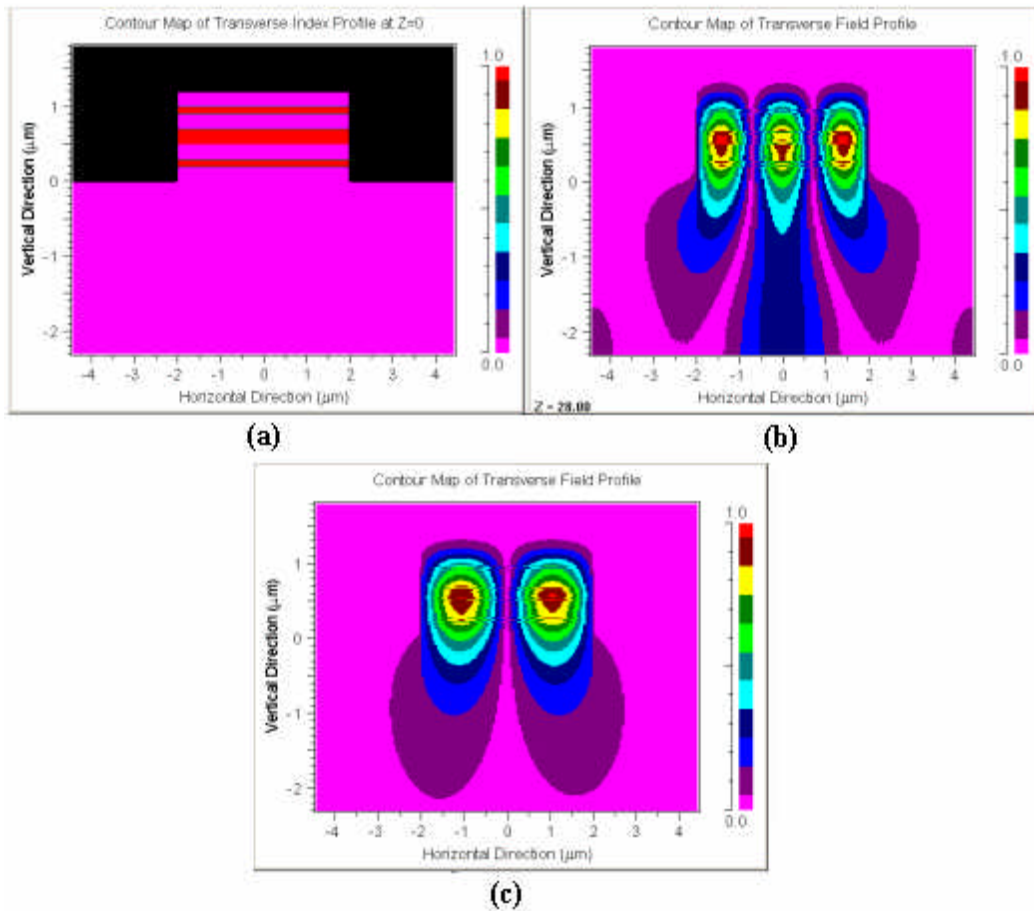 Contour Map of Transverse Index Profile at Z=0
1.0
Vertical Direction (μm)
1
0
-1
-2
0.0
-4 -3 -2 -1 0 1 2 3 4
Horizontal Direction (μm)
(a)
Contour Map of Transverse Field Profile
1.0
Vertical Direction (μm)
1
0
-1
-2
0.0
-4 -3 -2 -1 0 1 2 3 4
Horizontal Direction (μm)
Z = 28.00
(b)
Contour Map of Transverse Field Profile
1.0
Vertical Direction (μm)
1
0
-1
-2
0.0
-4 -3 -2 -1 0 1 2 3 4
Horizontal Direction (μm)
(c)